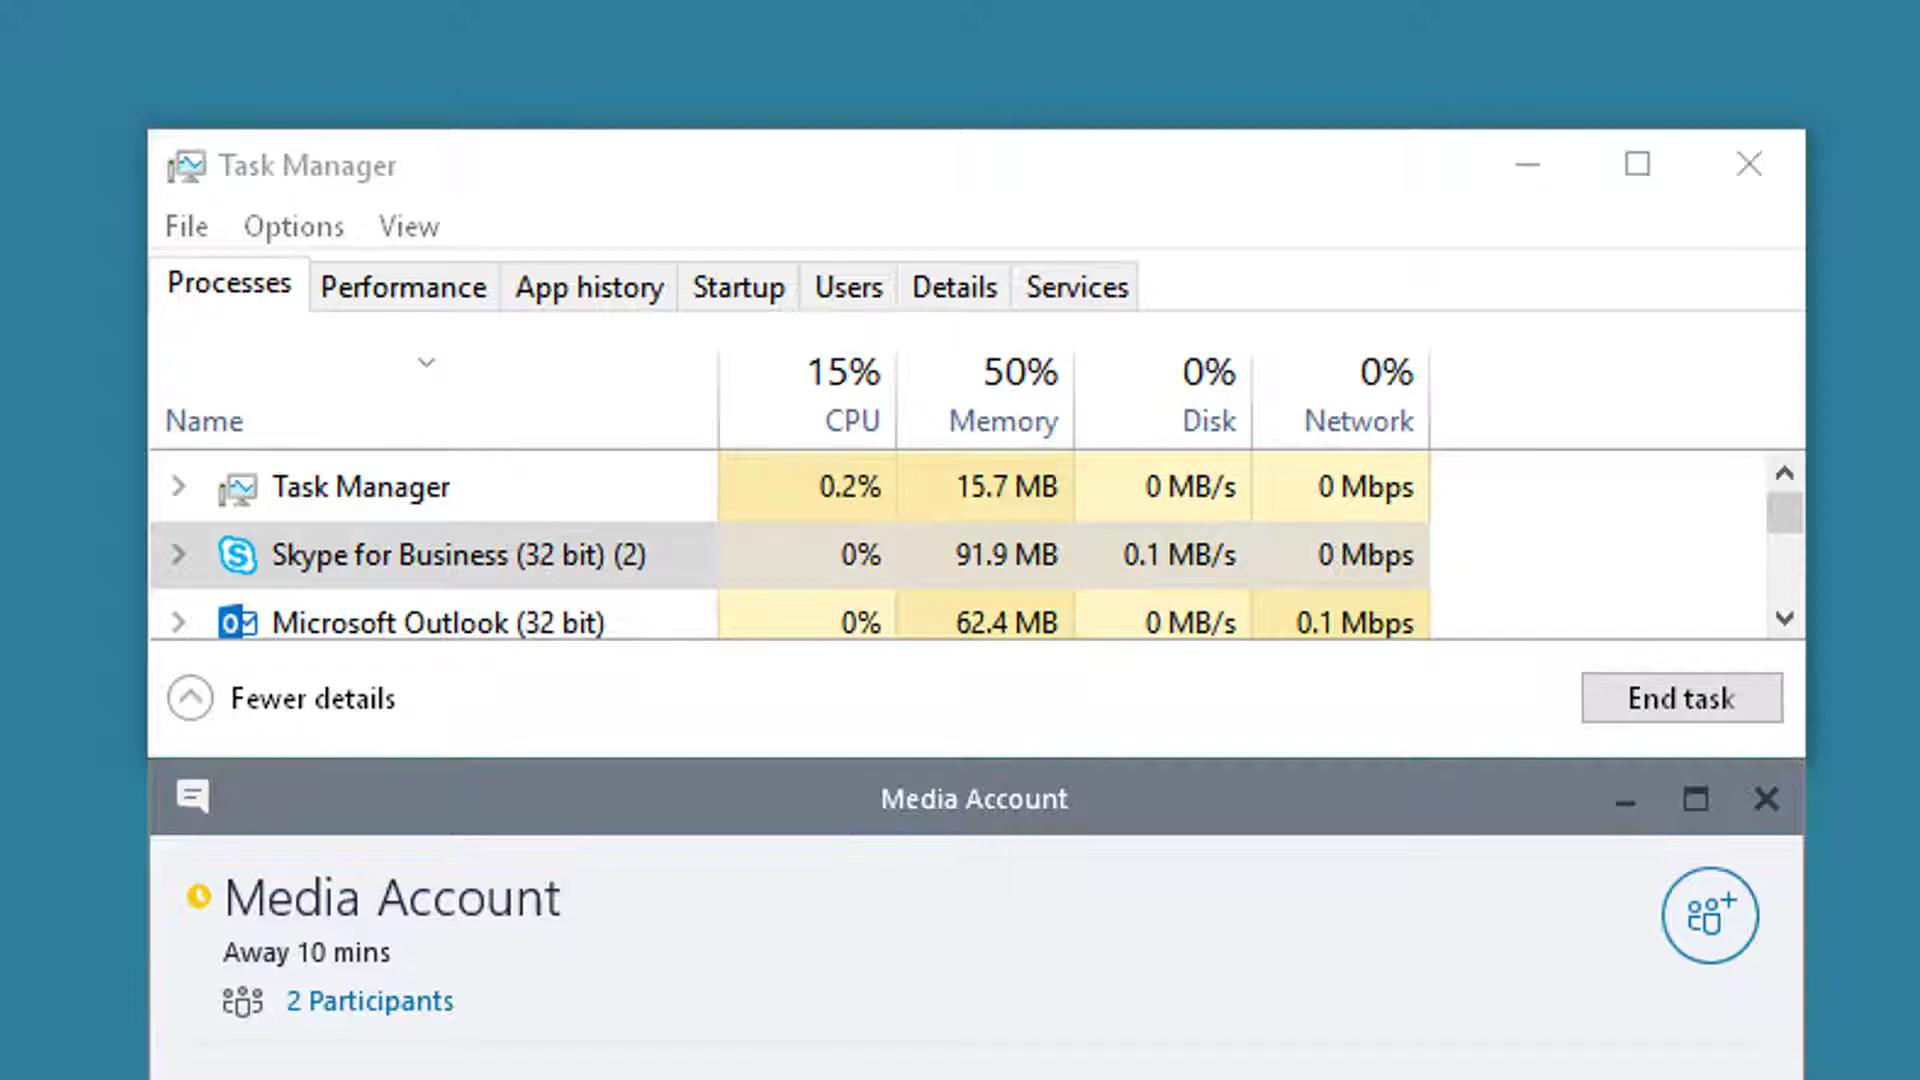 Task Manager
File Options View
Processes Performance App history Startup Users Details Services
15% 50% 0% 0%
Name CPU Memory Disk Network
Task Manager 0.2% 15.7 MB 0 MB/s 0 Mbps
Skype for Business (32 bit) (2) 0% 91.9 MB 0.1 MB/s 0 Mbps
Microsoft Outlook (32 bit) 0% 62.4 MB 0 MB/s 0.1 Mbps
Fewer details End task
Media Account
Media Account
Away 10 mins
2 Participants